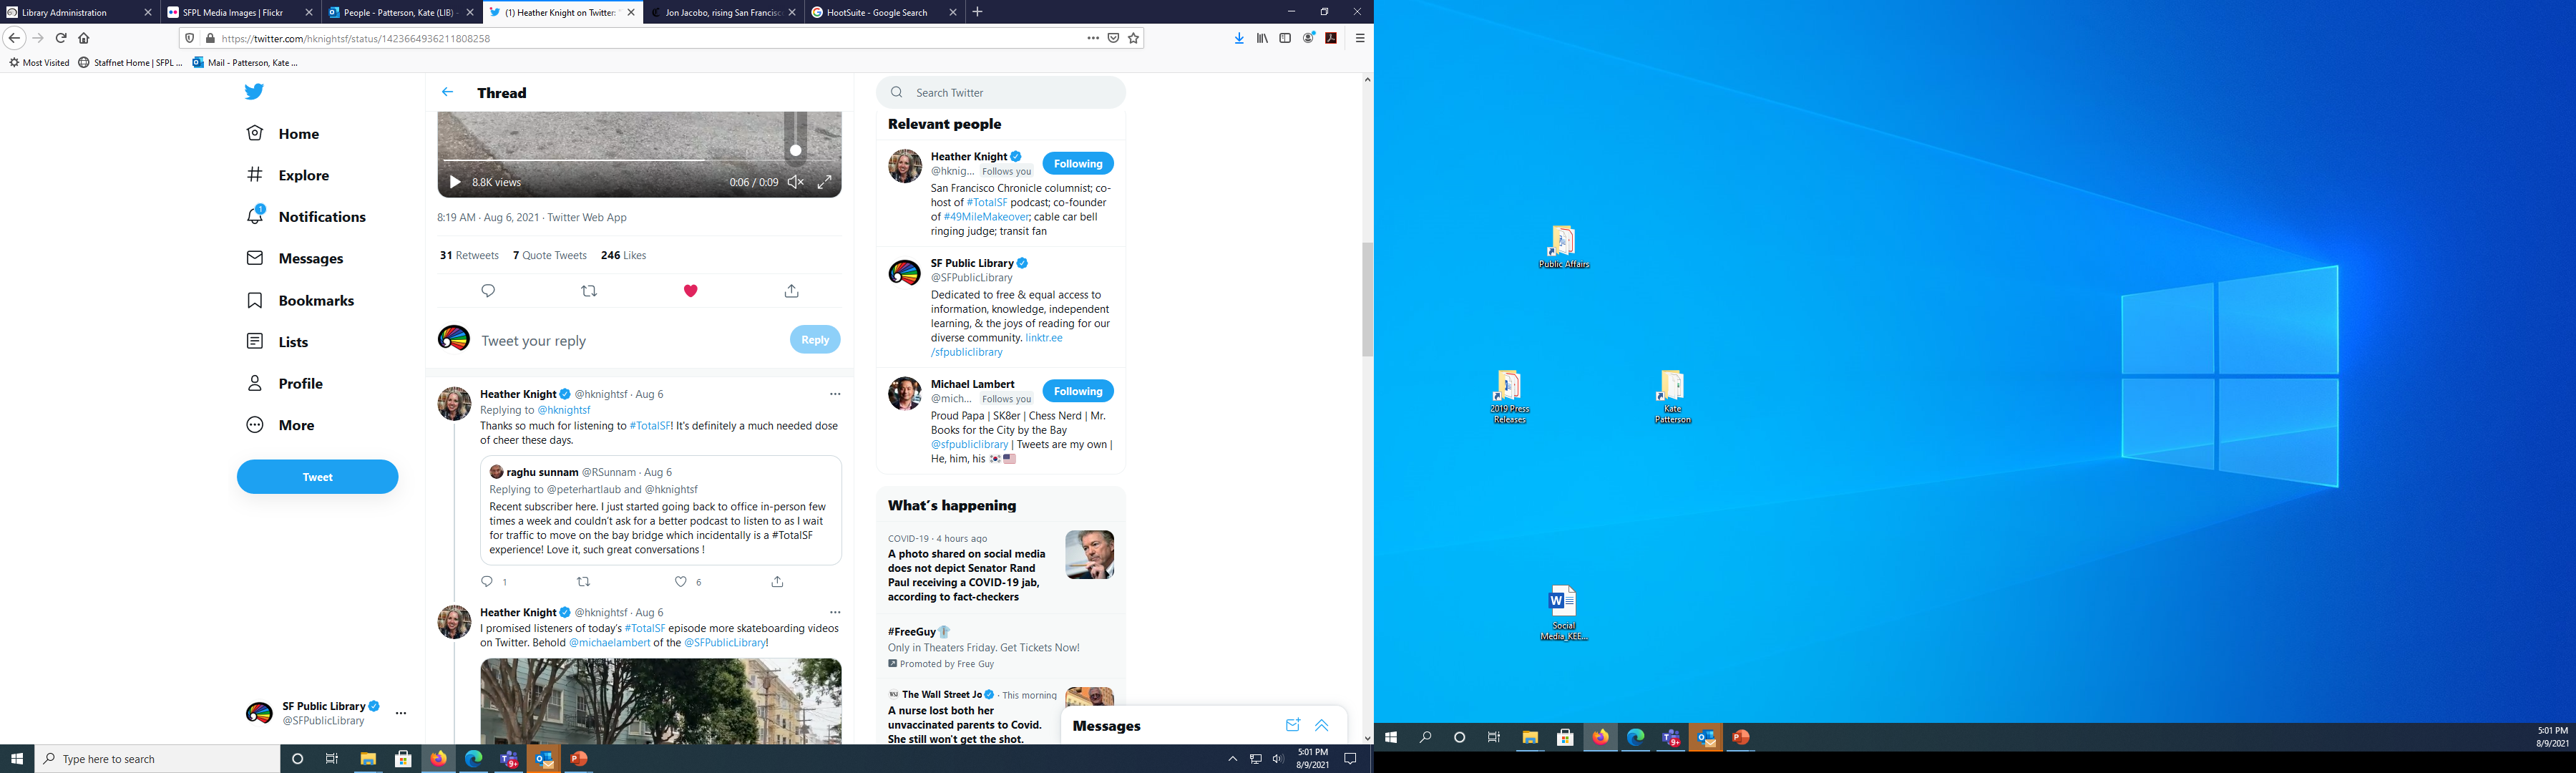 Library Administration
SFPL Media Images | Flickr
People - Patterson, Kate (LIB) -
(1) Heather Knight on Twitter: "
Jon Jacobo, rising San Francisc
HootSuite - Google Search
https://twitter.com/hknightsf/status/1423664936211808258
Most Visited
Staffnet Home | SFPL ...
Mail - Patterson, Kate ...
Home
Explore
1
Notifications
Messages
Bookmarks
Lists
Profile
More
Tweet
SF Public Library
@SFPublicLibrary
Thread
8.8K views
0:06 / 0:09
8:19 AM · Aug 6, 2021 · Twitter Web App
31 Retweets 7 Quote Tweets 246 Likes
Tweet your reply
Reply
Heather Knight @hknightsf · Aug 6
Replying to @hknightsf
Thanks so much for listening to #TotalSF! It's definitely a much needed dose
of cheer these days.
raghu sunnam @RSunnam · Aug 6
Replying to @peterhartlaub and @hknightsf
Recent subscriber here. I just started going back to office in-person few
times a week and couldn't ask for a better podcast to listen to as I wait
for traffic to move on the bay bridge which incidentally is a #TotalSF
experience! Love it, such great conversations !
1
6
Heather Knight @hknightsf · Aug 6
I promised listeners of today's #TotalSF episode more skateboarding videos
on Twitter. Behold @michaelambert of the @SFPublicLibrary!
Search Twitter
Relevant people
Heather Knight
@hknig... Follows you
Following
San Francisco Chronicle columnist; co-
host of #TotalSF podcast; co-founder
of #49MileMakeover; cable car bell
ringing judge; transit fan
SF Public Library
@SFPublicLibrary
Dedicated to free & equal access to
information, knowledge, independent
learning, & the joys of reading for our
diverse community. linktr.ee
/sfpubliclibrary
Michael Lambert
@mich... Follows you
Following
Proud Papa | SK8er | Chess Nerd | Mr.
Books for the City by the Bay
@sfpubliclibrary | Tweets are my own |
He, him, his
What's happening
COVID-19 · 4 hours ago
A photo shared on social media
does not depict Senator Rand
Paul receiving a COVID-19 jab,
according to fact-checkers
#FreeGuy
Only in Theaters Friday. Get Tickets Now!
Promoted by Free Guy
WSJ The Wall Street Jo · This morning
A nurse lost both her
unvaccinated parents to Covid.
She still won't get the shot.
Messages
Type here to search
9+
5:01 PM
8/9/2021
Public Affairs
2019 Press
Releases
Kate
Patterson
W
Social
Media_KEE...
9+
5:01 PM
8/9/2021